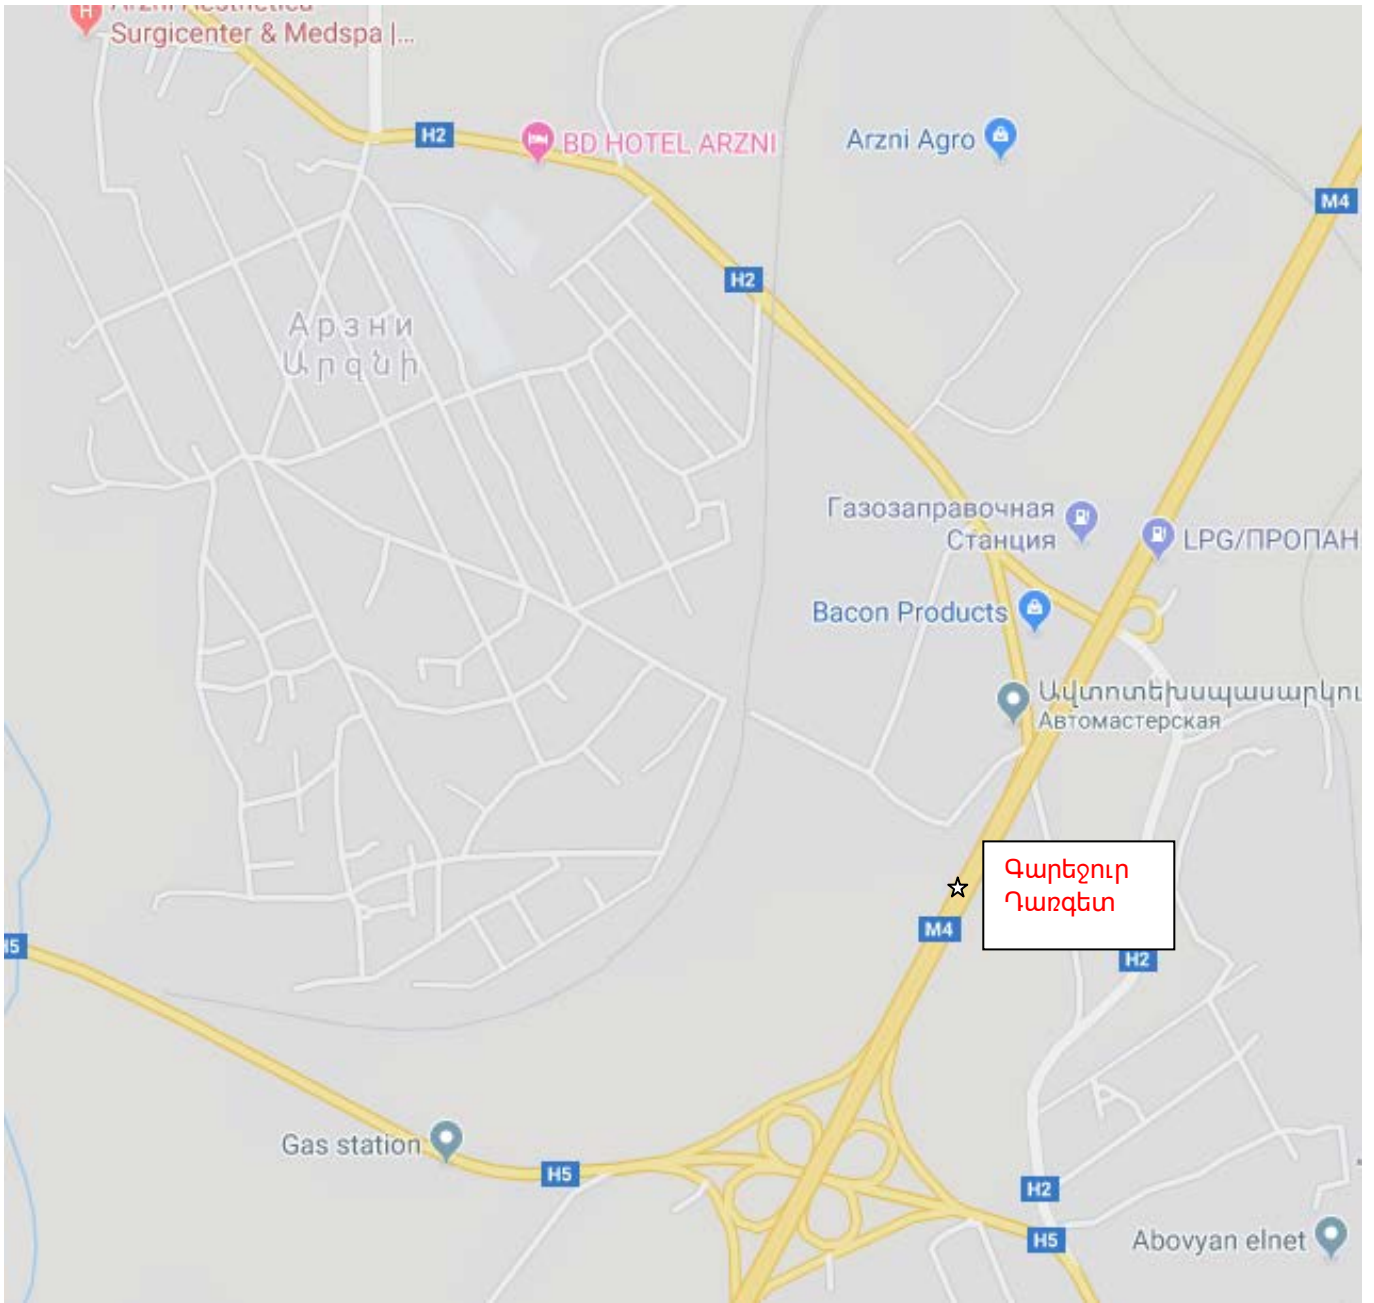 Surgicenter & Medspa |...
H2
BD HOTEL ARZNI
Arzni Agro
M4
H2
Арзни
Արզնի
Газозаправочная
Станция
LPG/ПРОПАН
Bacon Products
Ավտոտեխսպասարկու
Автомастерская
Գարեջուր
Դառգետ
M4
H5
H2
Gas station
H5
H2
H5
Abovyan elnet